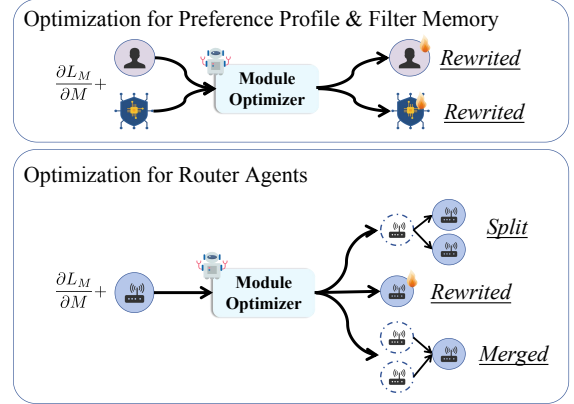 Optimization for Preference Profile & Filter Memory
∂L_M
∂M +
Module
Optimizer
Rewrited
Rewrited
Optimization for Router Agents
∂L_M
∂M +
Module
Optimizer
Split
Rewrited
Merged